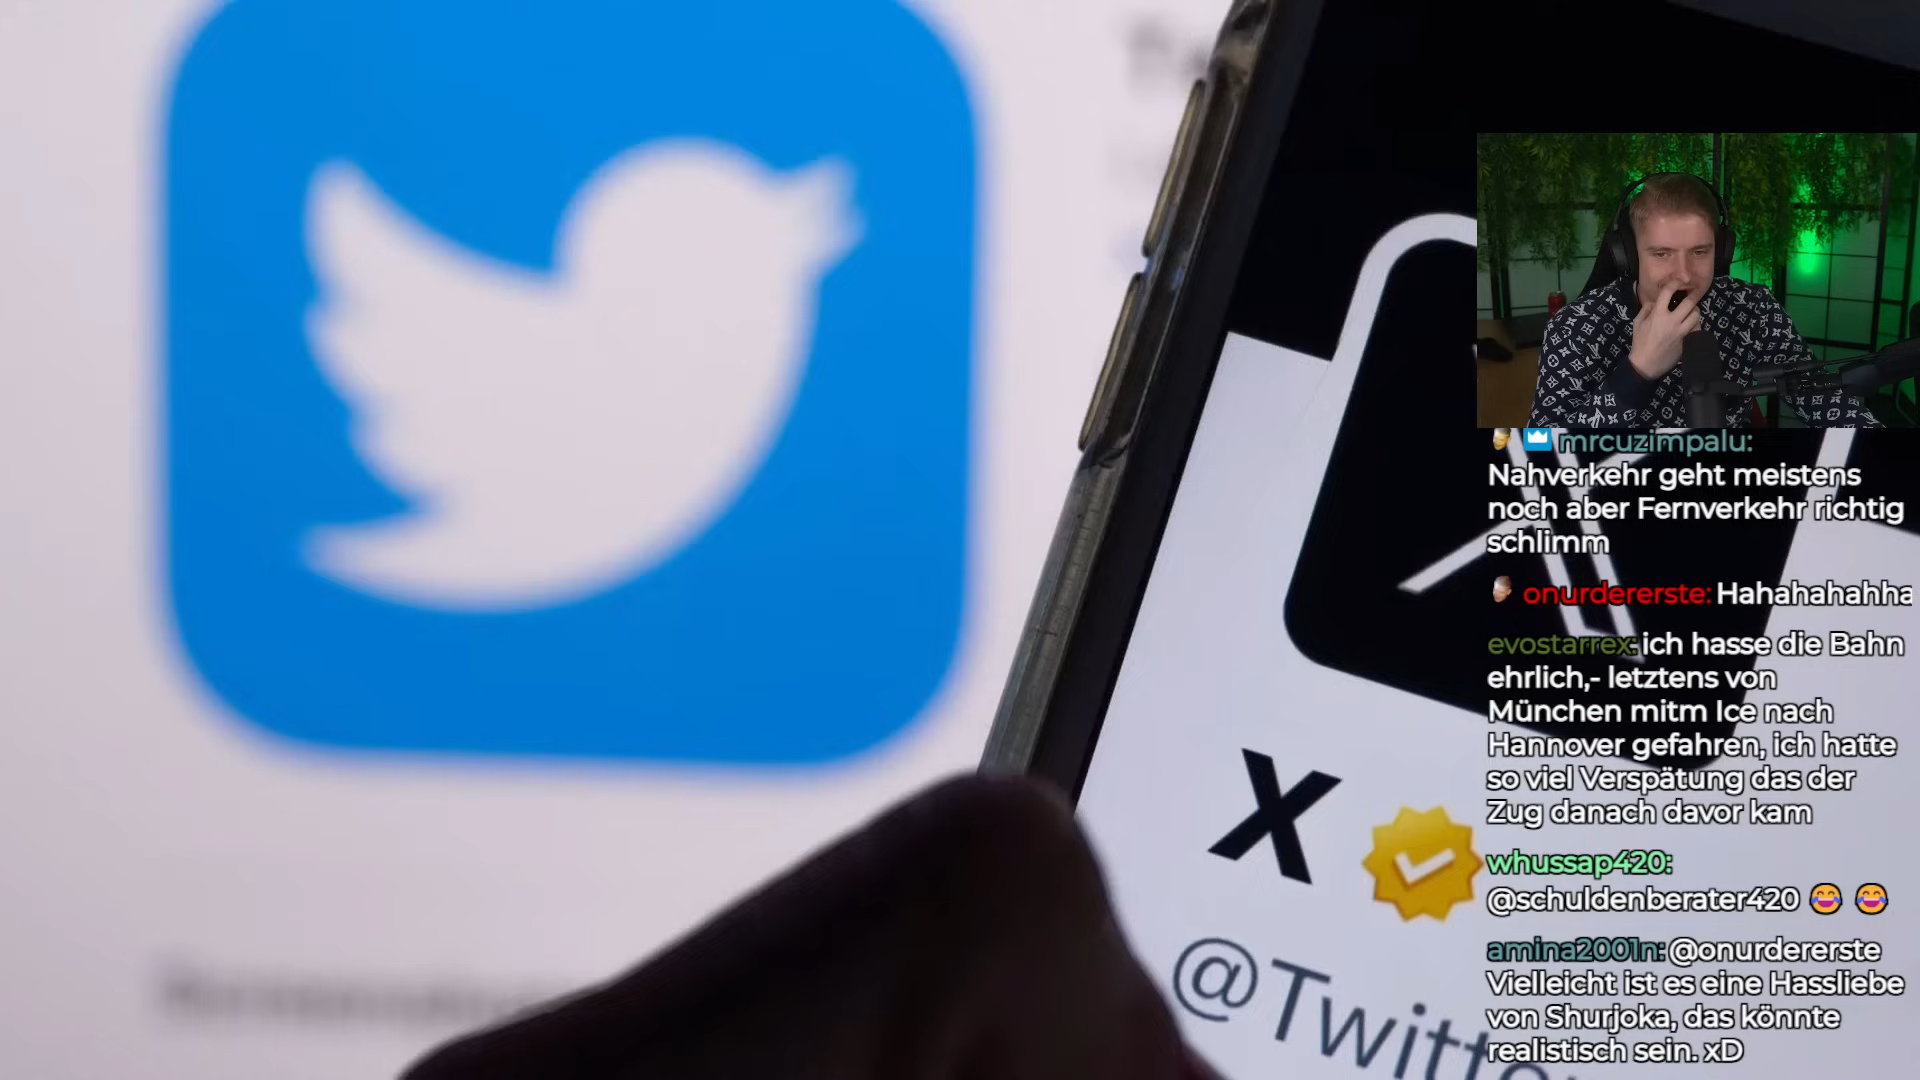 X
@Twitte
mrcuzimpalu:
Nahverkehr geht meistens
noch aber Fernverkehr richtig
schlimm
onurdererste: Hahahahahha
evostarrex: ich hasse die Bahn
ehrlich,- letztens von
München mitm Ice nach
Hannover gefahren, ich hatte
so viel Verspätung das der
Zug danach davor kam
whussap420:
@schuldenberater420 😂 😂
amina2001n: @onurdererste
Vielleicht ist es eine Hassliebe
von Shurjoka, das könnte
realistisch sein. xD